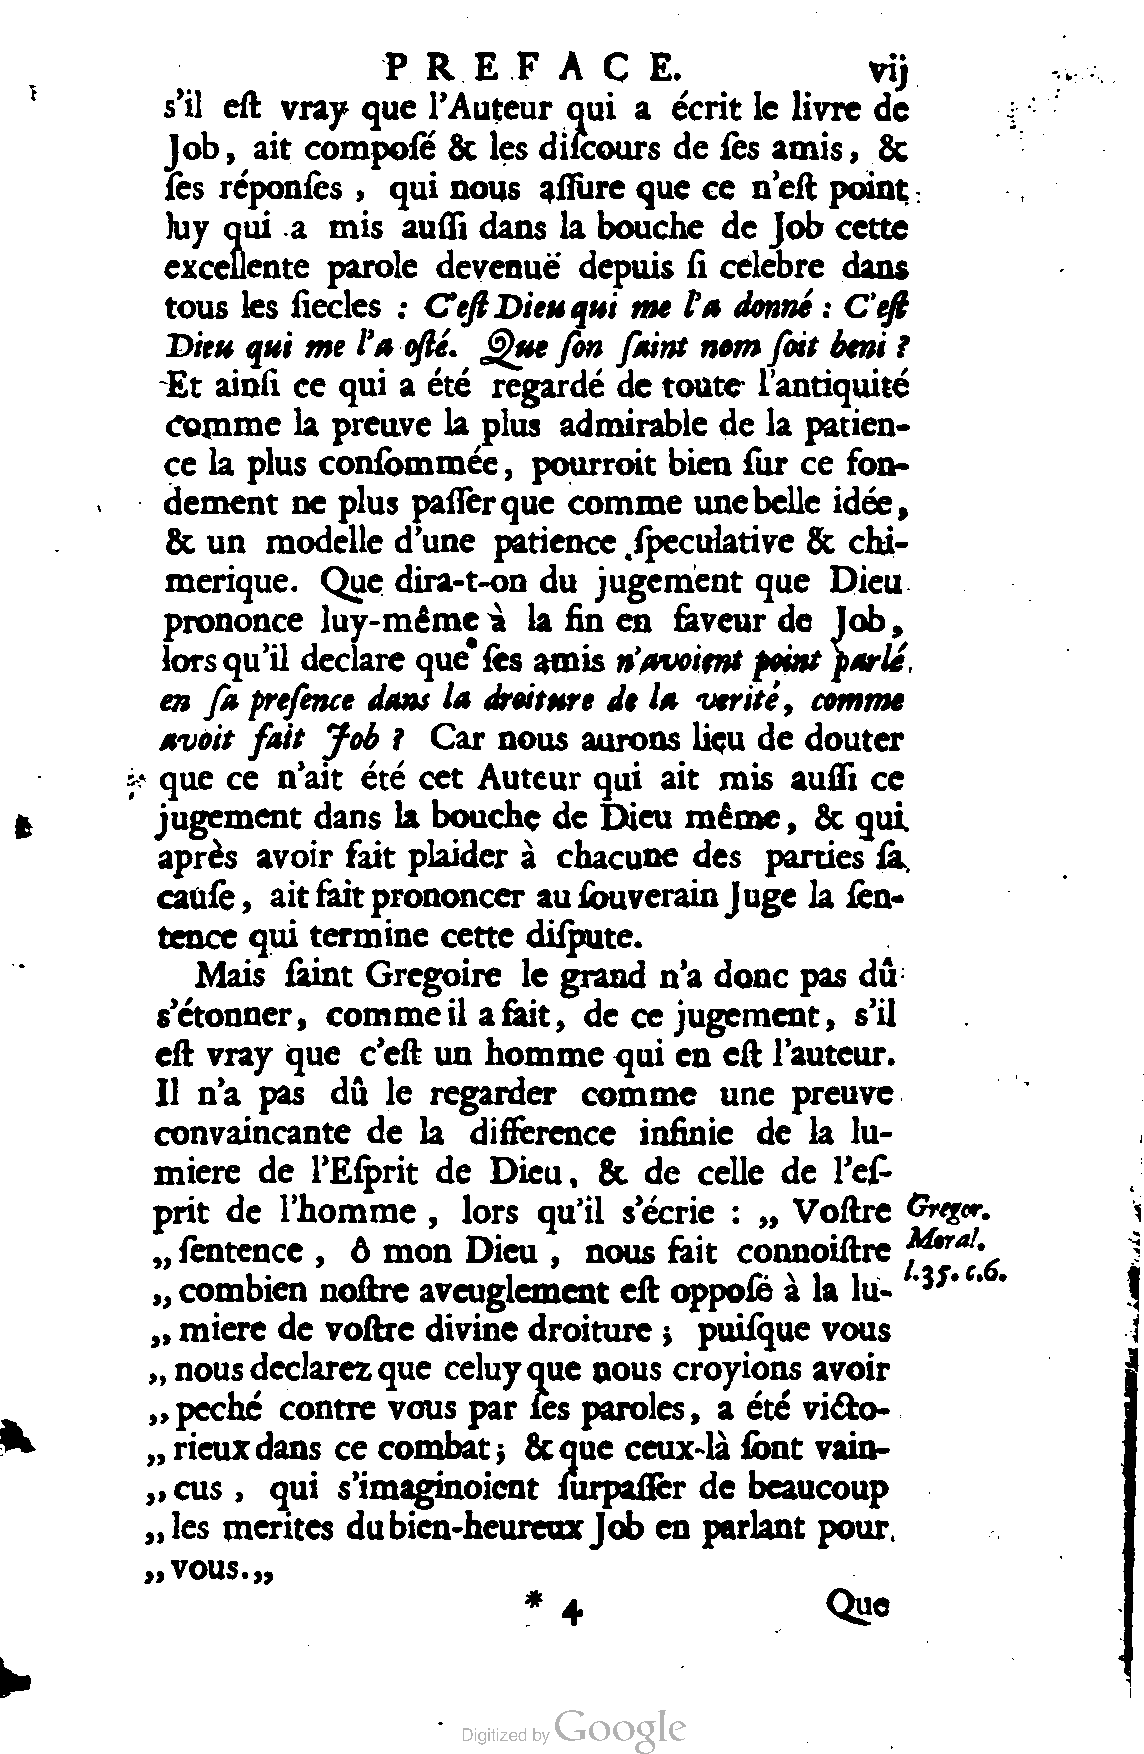 PREFACE. vij
s'il eſt vray que l'Auteur qui a écrit le livre de
Job, ait compoſé & les diſcours de ſes amis, &
ſes réponſes, qui nous aſſure que ce n'eſt point
luy qui a mis auſſi dans la bouche de Job cette
excellente parole devenuë depuis ſi celebre dans
tous les ſiecles : C'eſt Dieu qui me l'a donné : C'eſt
Dieu qui me l'a oſté. Que ſon ſaint nom ſoit beni ?
Et ainſi ce qui a été regardé de toute l'antiquité
comme la preuve la plus admirable de la patien-
ce la plus conſommée, pourroit bien ſur ce fon-
dement ne plus paſſer que comme une belle idée,
& un modelle d'une patience ſpeculative & chi-
merique. Que dira-t-on du jugement que Dieu
prononce luy-même à la fin en faveur de Job,
lors qu'il declare que ſes amis n'avoient point parlé
en ſa preſence dans la droiture de la verité, comme
avoit fait Job ? Car nous aurons lieu de douter
que ce n'ait été cet Auteur qui ait mis auſſi ce
jugement dans la bouche de Dieu même, & qui
après avoir fait plaider à chacune des parties ſa
cauſe, ait fait prononcer au ſouverain Juge la ſen-
tence qui termine cette diſpute.
Mais ſaint Gregoire le grand n'a donc pas dû
s'étonner, comme il a fait, de ce jugement, s'il
eſt vray que c'eſt un homme qui en eſt l'auteur.
Il n'a pas dû le regarder comme une preuve
convaincante de la difference infinie de la lu-
miere de l'Eſprit de Dieu, & de celle de l'eſ-
prit de l'homme, lors qu'il s'écrie : „ Voſtre
„ ſentence, ô mon Dieu, nous fait connoiſtre
„ combien noſtre aveuglement eſt oppoſé à la lu-
„ miere de voſtre divine droiture ; puiſque vous
„ nous declarez que celuy que nous croyions avoir
„ peché contre vous par ſes paroles, a été victo-
„ rieux dans ce combat ; & que ceux-là ſont vain-
„ cus, qui s'imaginoient ſurpaſſer de beaucoup
„ les merites du bien-heureux Job en parlant pour
„ vous. „
Gregor.
Moral.
l.35. c.6.
* 4 Que
Digitized by Google